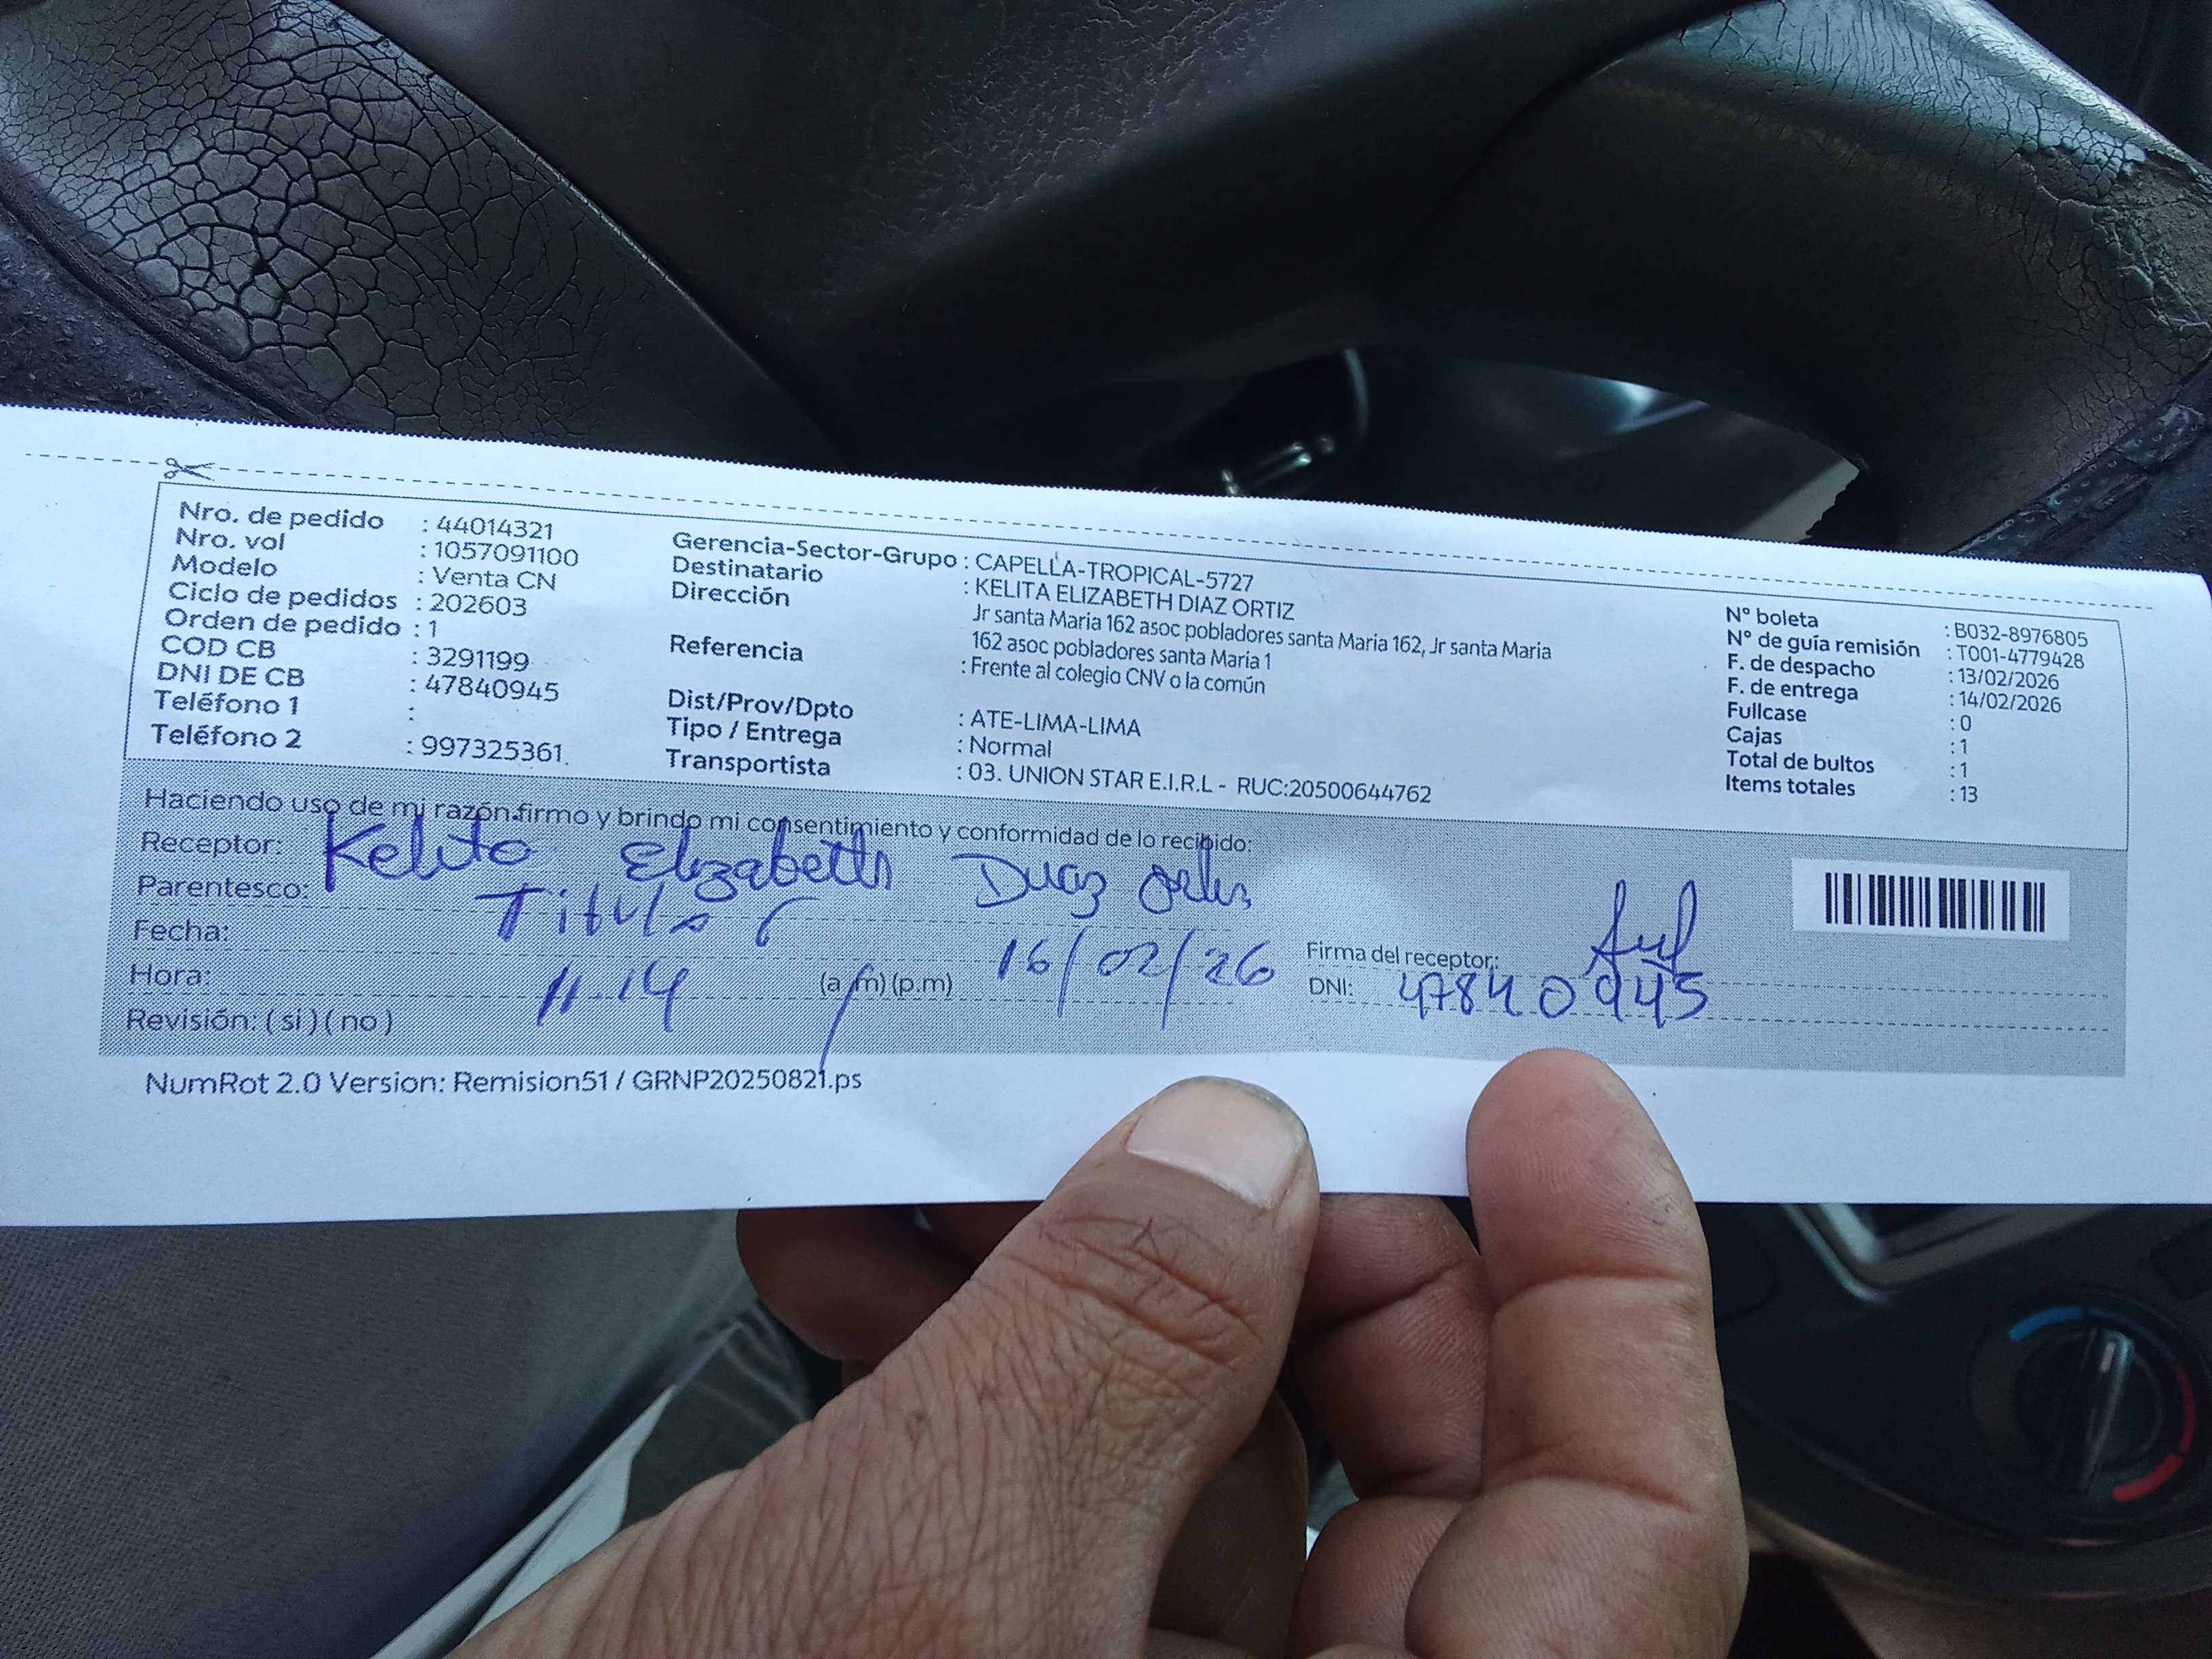 Nro. de pedido : 44014321
Nro. vol : 1057091100
Modelo : Venta CN
Ciclo de pedidos : 202603
Orden de pedido : 1
COD CB : 3291199
DNI DE CB : 47840945
Teléfono 1 :
Teléfono 2 : 997325361.
Gerencia-Sector-Grupo : CAPELLA-TROPICAL-5727
Destinatario : KELITA ELIZABETH DIAZ ORTIZ
Dirección Jr santa Maria 162 asoc pobladores santa Maria 162, Jr santa Maria
162 asoc pobladores santa Maria 1
Referencia : Frente al colegio CNV o la común
Dist/Prov/Dpto : ATE-LIMA-LIMA
Tipo / Entrega : Normal
Transportista : 03. UNION STAR E.I.R.L - RUC:20500644762
N° boleta : B032-8976805
N° de guía remisión : T001-4779428
F. de despacho : 13/02/2026
F. de entrega : 14/02/2026
Fullcase : 0
Cajas : 1
Total de bultos : 1
Items totales : 13
Haciendo uso de mi razón firmo y brindo mi consentimiento y conformidad de lo recibido:
Receptor: Kelita Elizabeth Diaz Ortiz
Parentesco: Titular
Fecha: 16/02/26
Hora: 11.14 (a.m) (p.m)
Revisión: ( si ) ( no )
Firma del receptor:
DNI: 47840945
NumRot 2.0 Version: Remision51 / GRNP20250821.ps